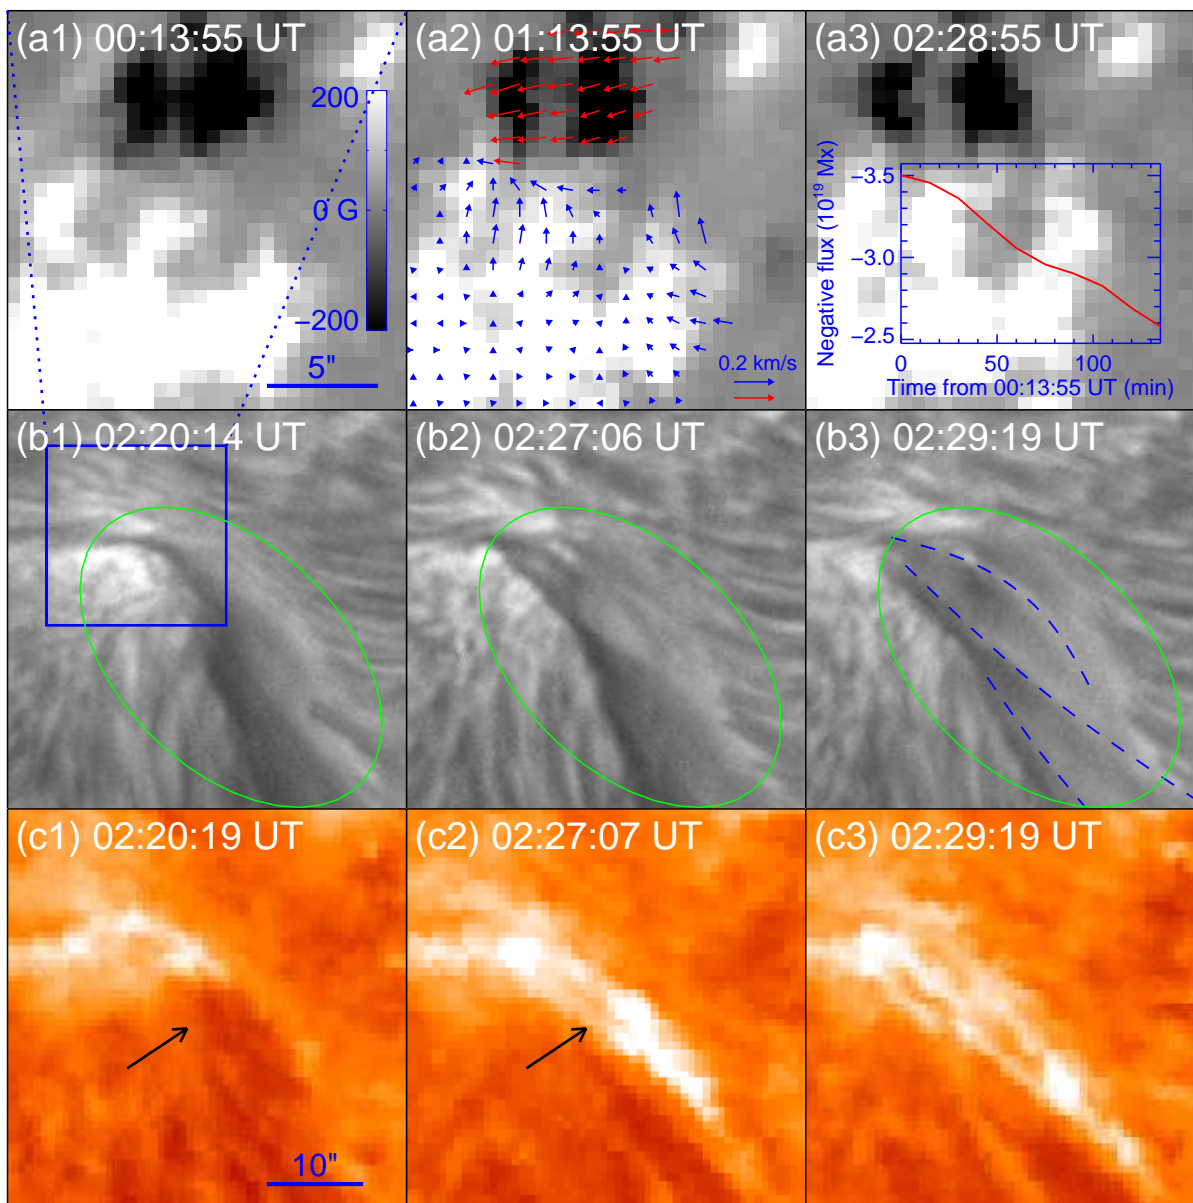 (a1) 00:13:55 UT
200
0 G
−200
5"
(a2) 01:13:55 UT
0.2 km/s
(a3) 02:28:55 UT
Negative flux (10^19 Mx)
−3.5
−3.0
−2.5
0 50 100
Time from 00:13:55 UT (min)
(b1) 02:20:14 UT
(b2) 02:27:06 UT
(b3) 02:29:19 UT
(c1) 02:20:19 UT
10"
(c2) 02:27:07 UT
(c3) 02:29:19 UT